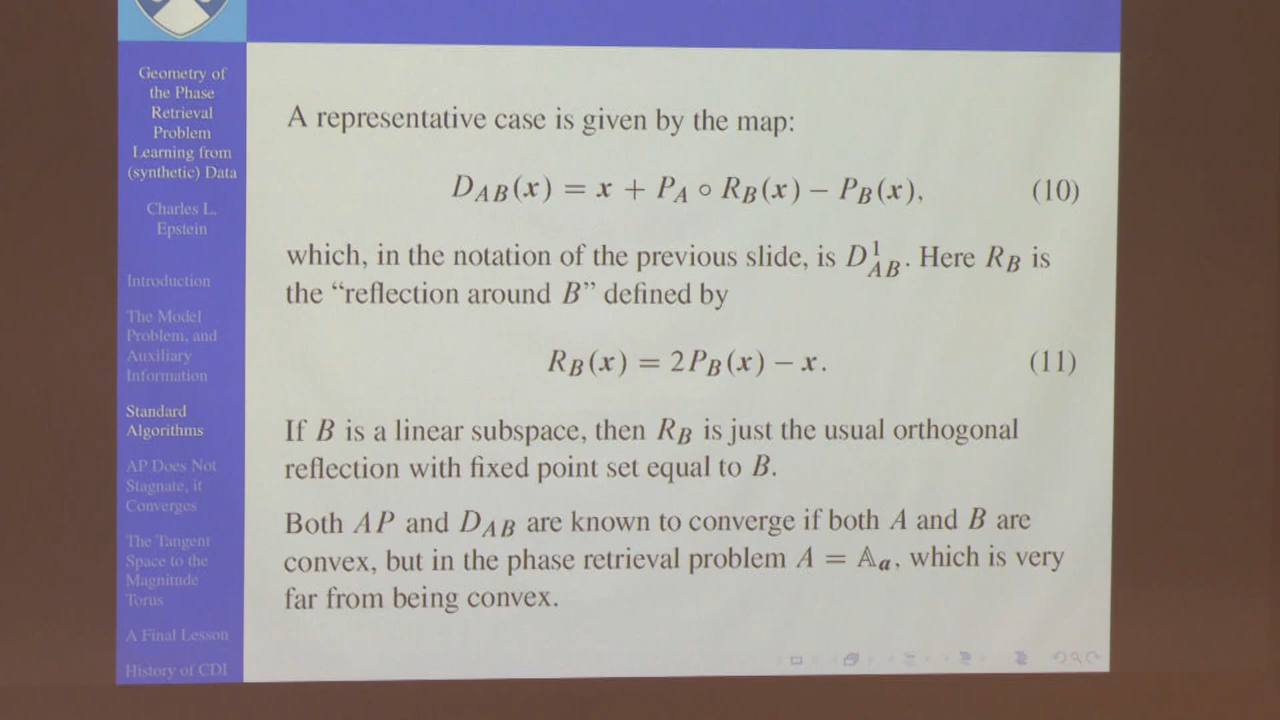 Geometry of
the Phase
Retrieval
Problem
Learning from
(synthetic) Data
Charles L.
Epstein
Introduction
The Model
Problem, and
Auxiliary
Information
Standard
Algorithms
AP Does Not
Stagnate, it
Converges
The Tangent
Space to the
Magnitude
Torus
A Final Lesson
History of CDI
A representative case is given by the map:
D_{AB}(x) = x + P_A ∘ R_B(x) − P_B(x), (10)
which, in the notation of the previous slide, is D^1_{AB}. Here R_B is
the “reflection around B” defined by
R_B(x) = 2P_B(x) − x. (11)
If B is a linear subspace, then R_B is just the usual orthogonal
reflection with fixed point set equal to B.
Both AP and D_{AB} are known to converge if both A and B are
convex, but in the phase retrieval problem A = 𝔸_a, which is very
far from being convex.